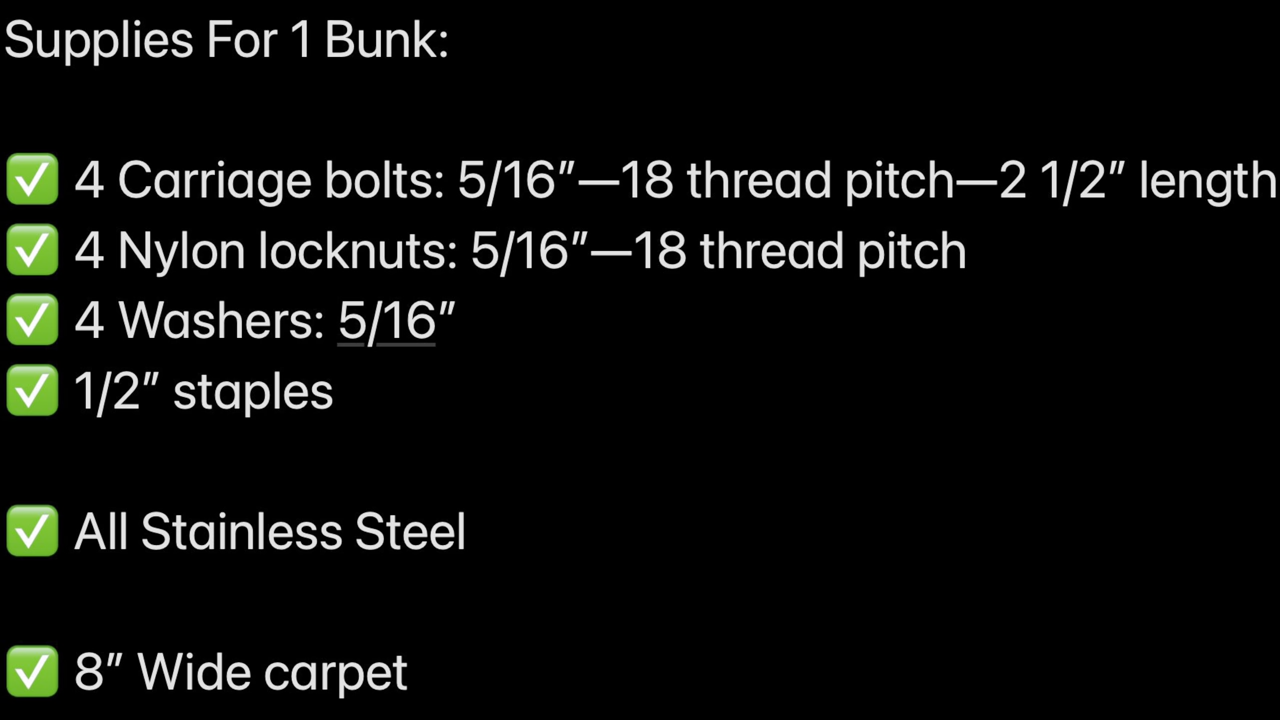 Supplies For 1 Bunk:
✅ 4 Carriage bolts: 5/16”—18 thread pitch—2 1/2” length
✅ 4 Nylon locknuts: 5/16”—18 thread pitch
✅ 4 Washers: 5/16”
✅ 1/2” staples
✅ All Stainless Steel
✅ 8” Wide carpet